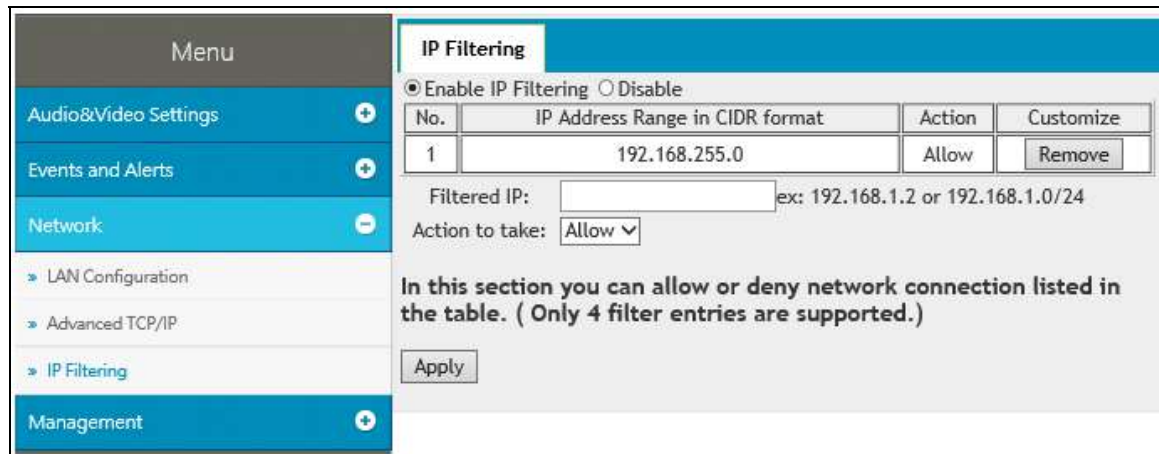 Menu
Audio&Video Settings
Events and Alerts
Network
» LAN Configuration
» Advanced TCP/IP
» IP Filtering
Management
IP Filtering
Enable IP Filtering Disable
No. IP Address Range in CIDR format Action Customize
1 192.168.255.0 Allow Remove
Filtered IP: ex: 192.168.1.2 or 192.168.1.0/24
Action to take: Allow
In this section you can allow or deny network connection listed in
the table. ( Only 4 filter entries are supported.)
Apply